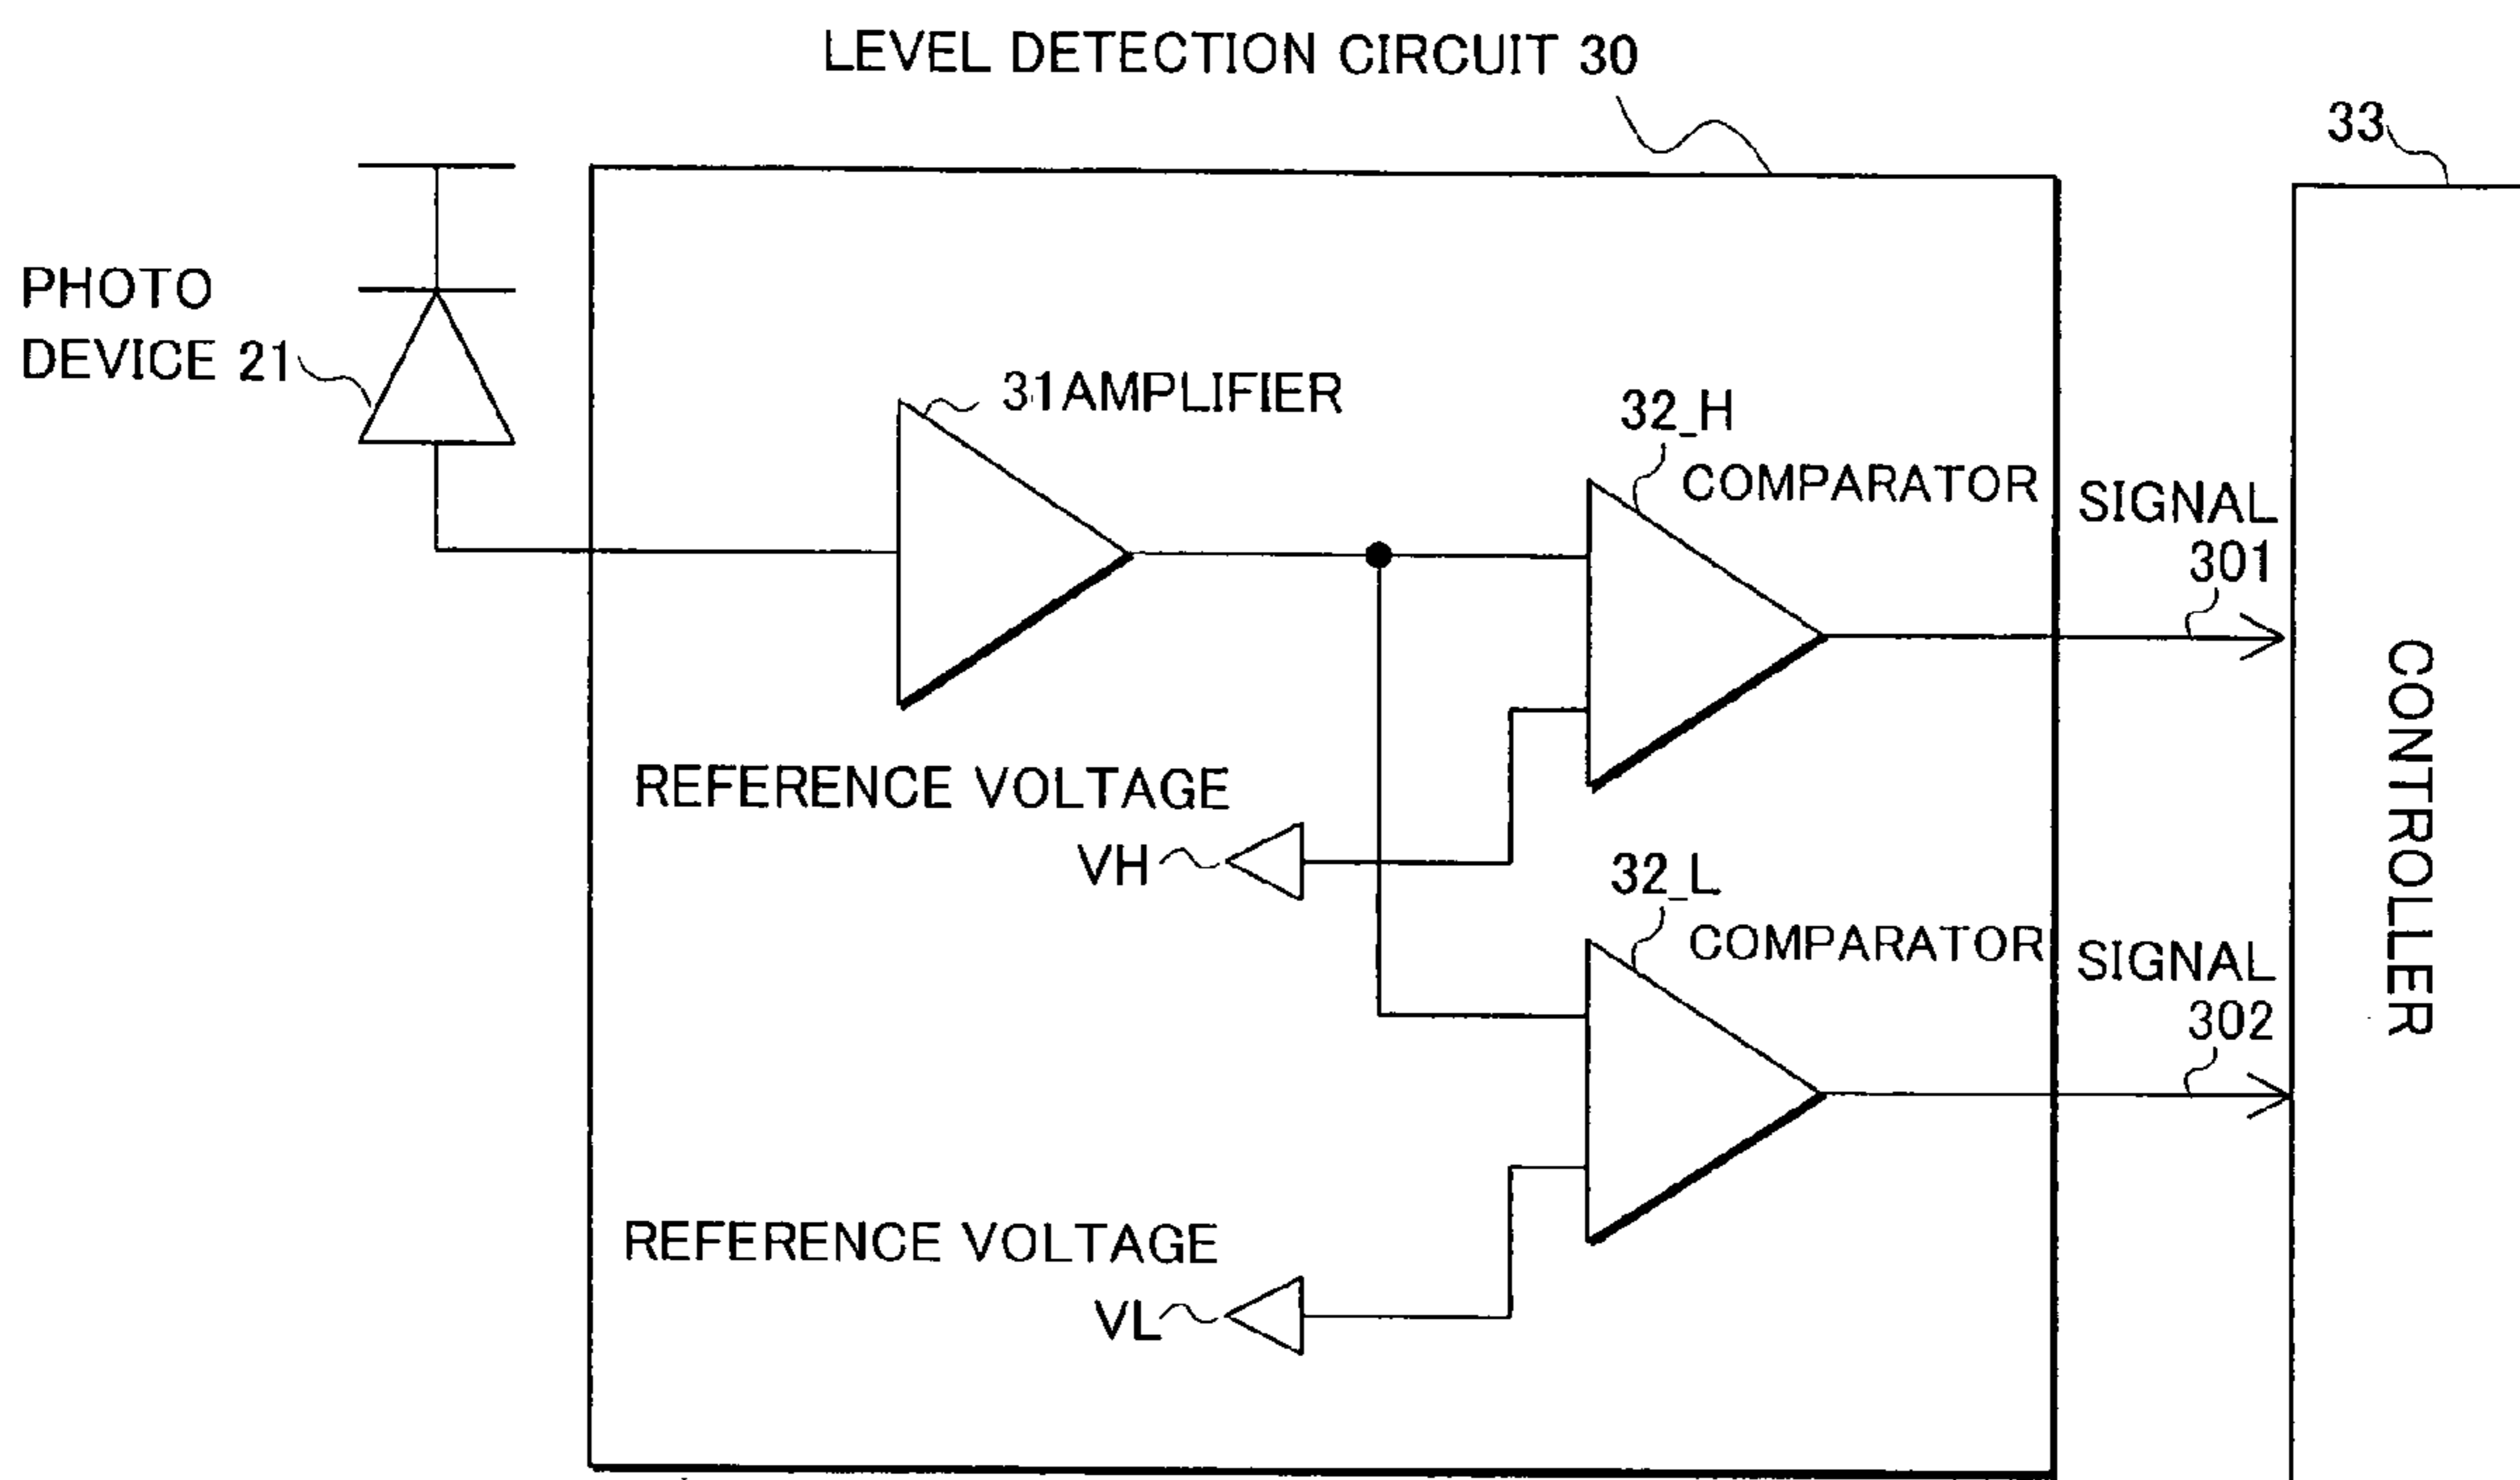 LEVEL DETECTION CIRCUIT 30
33
PHOTO
DEVICE 21
31AMPLIFIER
32_H
COMPARATOR
SIGNAL
301
REFERENCE VOLTAGE
VH
32_L
COMPARATOR
SIGNAL
302
CONTROLLER
REFERENCE VOLTAGE
VL